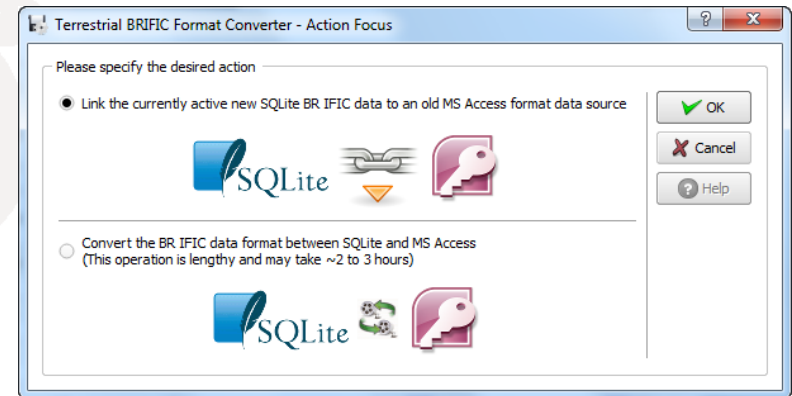 Terrestrial BRIFIC Format Converter - Action Focus
Please specify the desired action
Link the currently active new SQLite BR IFIC data to an old MS Access format data source
OK
SQLite
Cancel
Help
Convert the BR IFIC data format between SQLite and MS Access
(This operation is lengthy and may take ~2 to 3 hours)
SQLite